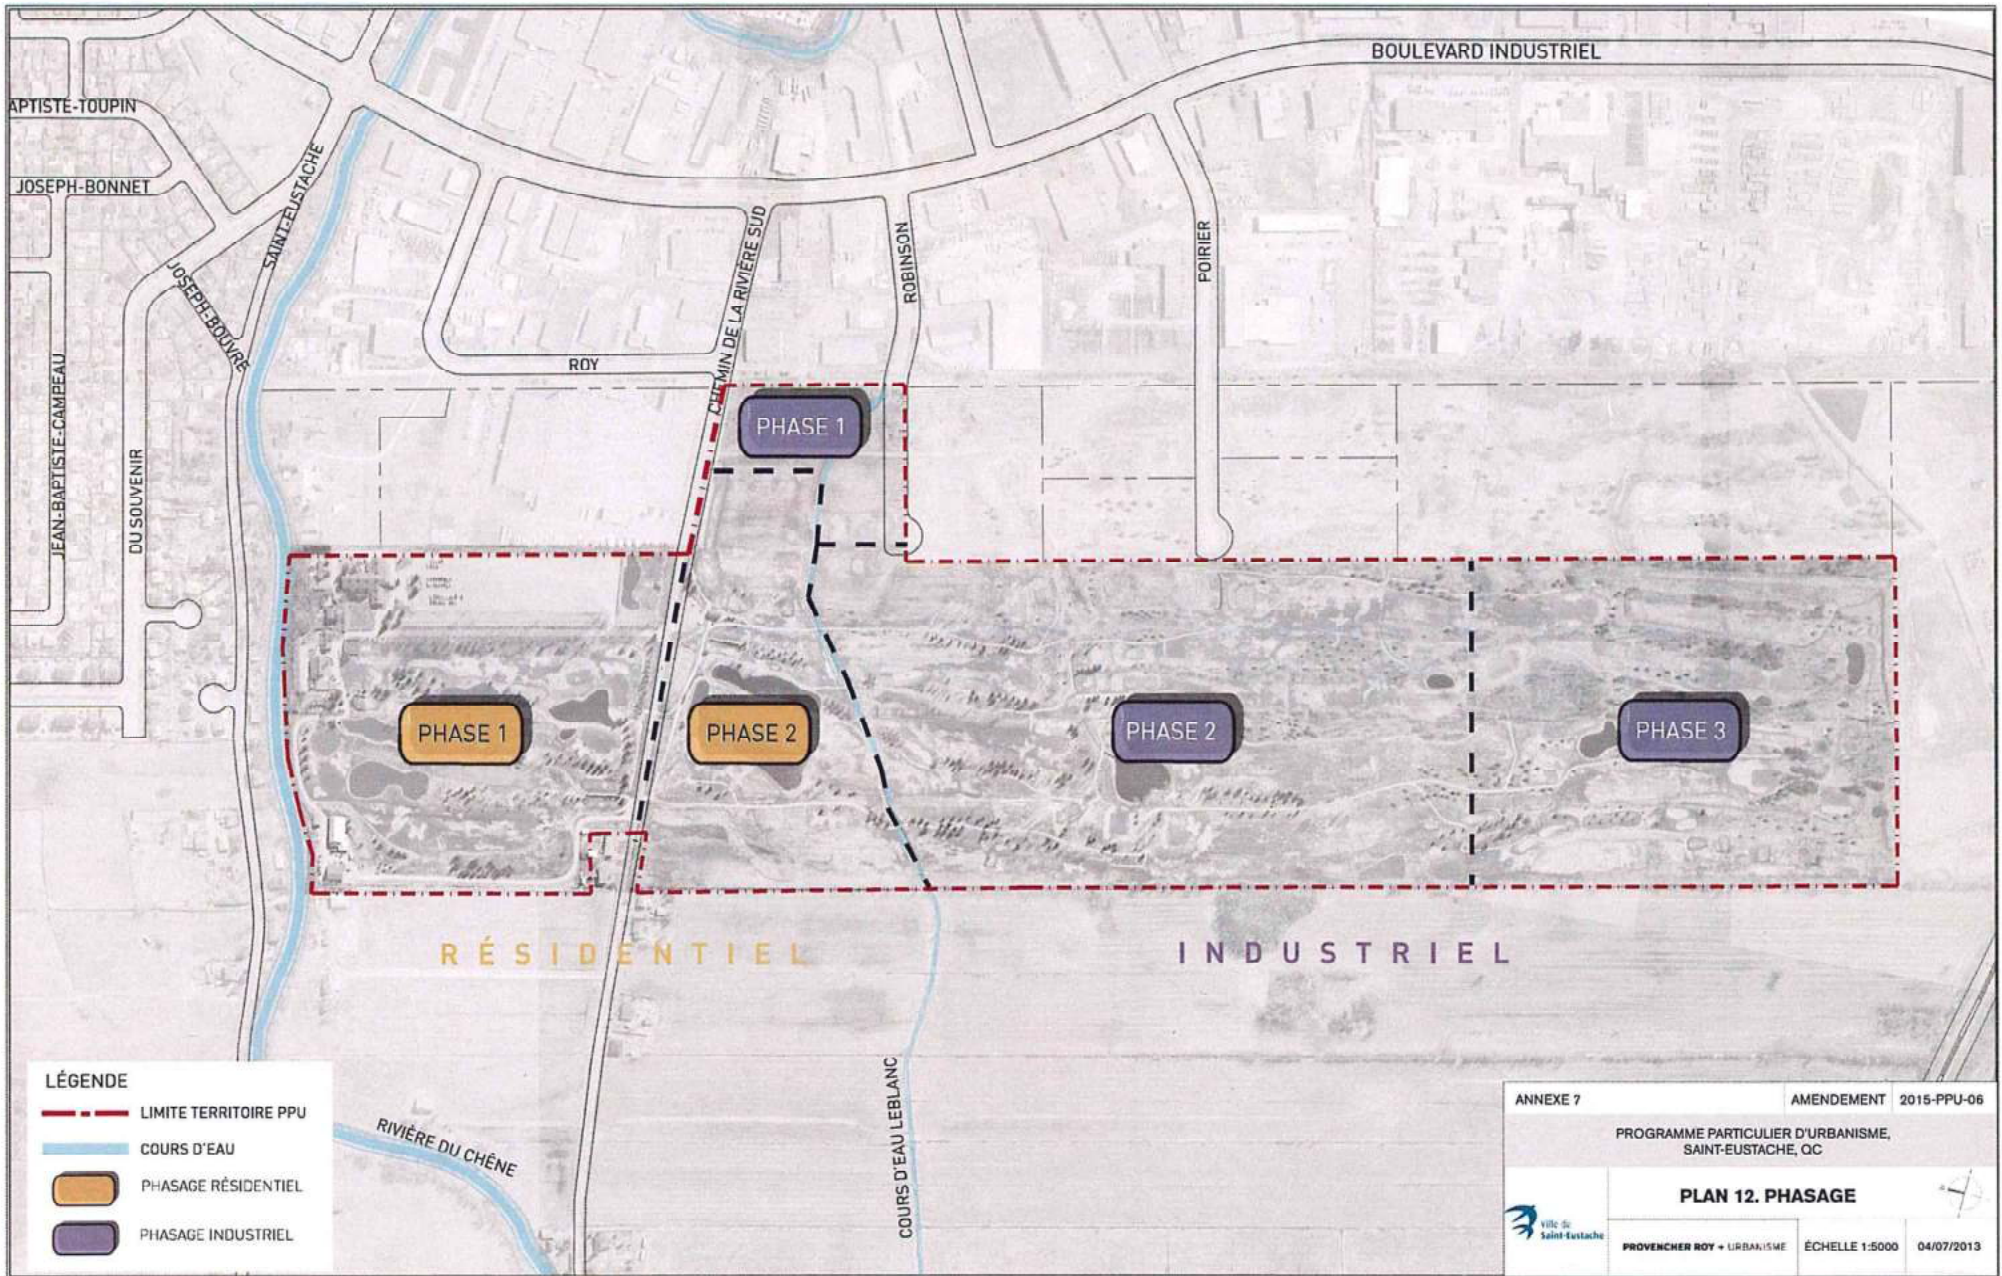 BOULEVARD INDUSTRIEL
APTISTE-TOUPIN
JOSEPH-BONNET
SAINT-EUSTACHE
JOSEPH-BOUVRE
JEAN-BAPTISTE-CAMPEAU
DU SOUVENIR
ROY
CHEMIN DE LA RIVIÈRE SUD
ROBINSON
POIRIER
PHASE 1
PHASE 1
PHASE 2
PHASE 2
PHASE 3
RÉSIDENTIEL
INDUSTRIEL
COURS D'EAU LEBLANC
RIVIÈRE DU CHÊNE
LÉGENDE
LIMITE TERRITOIRE PPU
COURS D'EAU
PHASAGE RÉSIDENTIEL
PHASAGE INDUSTRIEL
ANNEXE 7
AMENDEMENT 2015-PPU-06
PROGRAMME PARTICULIER D'URBANISME,
SAINT-EUSTACHE, QC
PLAN 12. PHASAGE
Ville de
Saint-Eustache
PROVENCHER ROY + URBANISME
ÉCHELLE 1:5000
04/07/2013